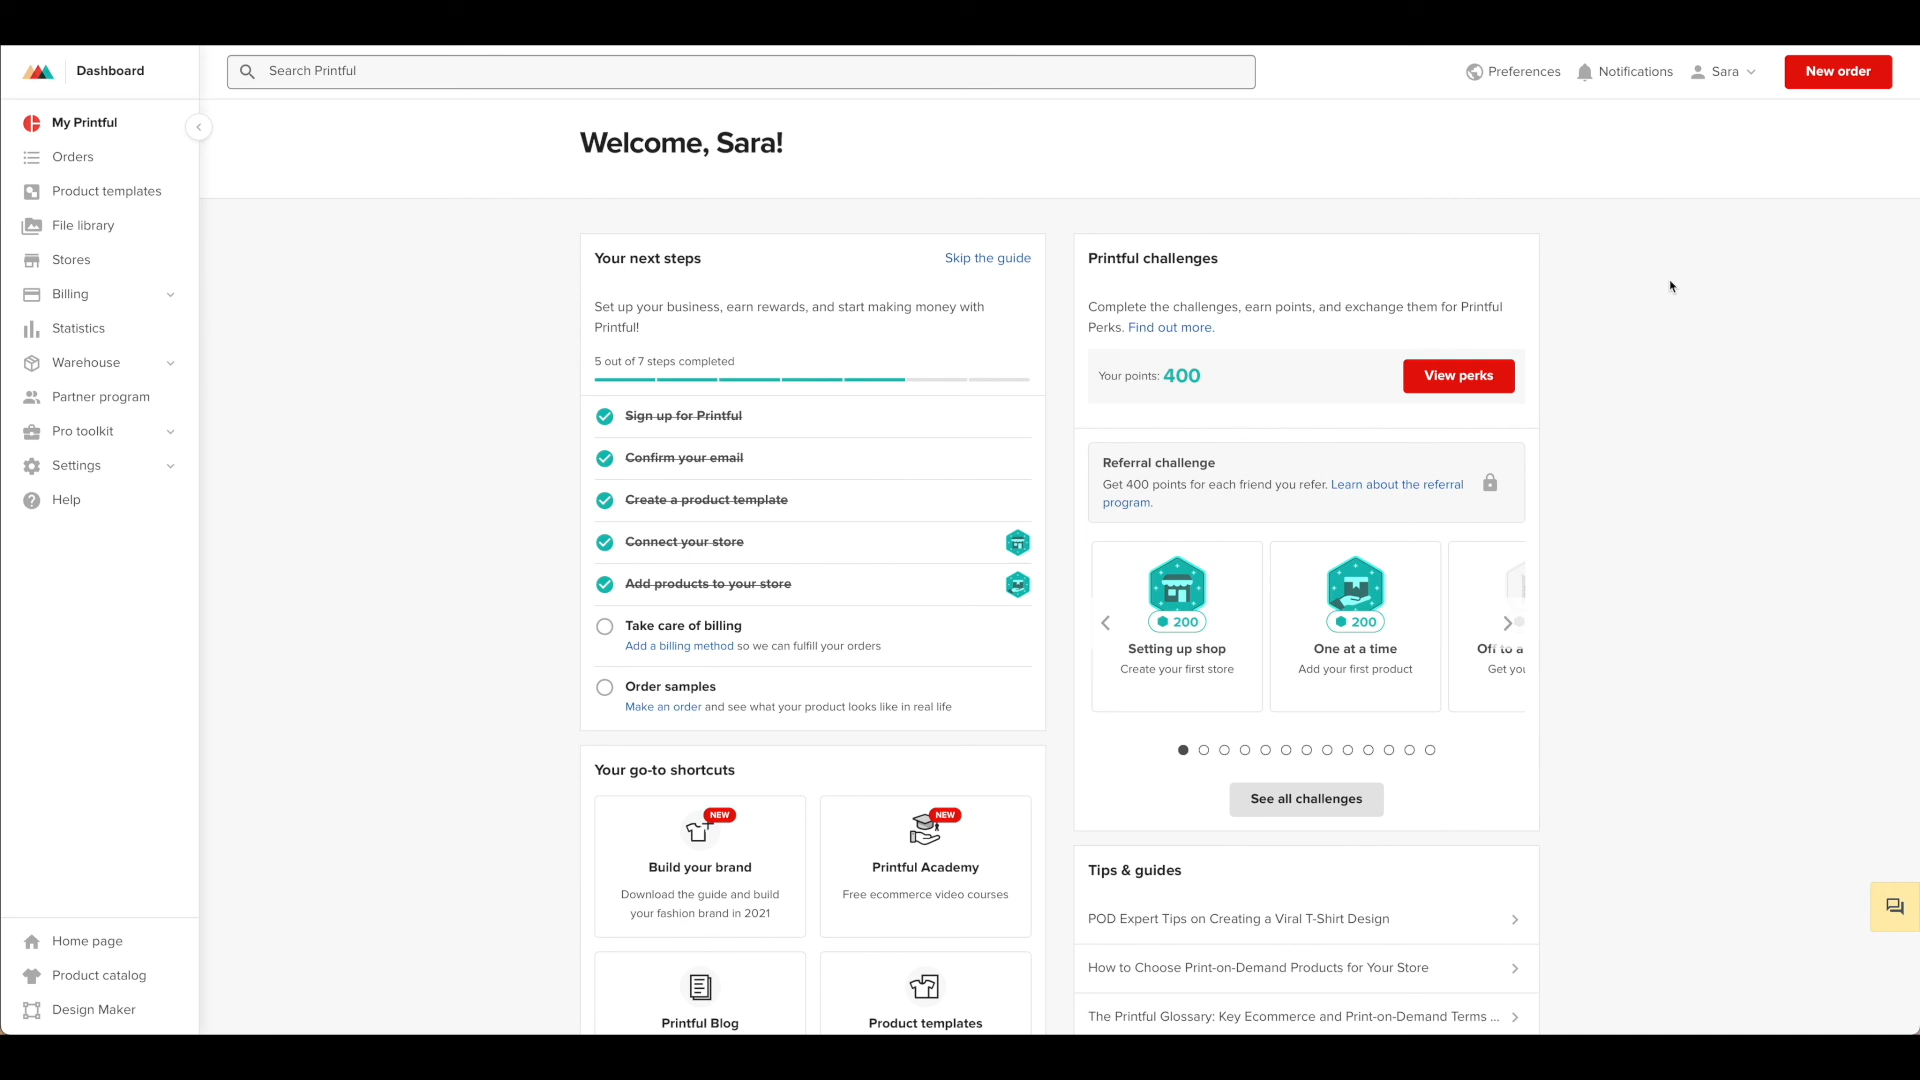 Dashboard
Search Printful
Preferences
Notifications
Sara
New order
My Printful
Orders
Product templates
File library
Stores
Billing
Statistics
Warehouse
Partner program
Pro toolkit
Settings
Help
Home page
Product catalog
Design Maker
Welcome, Sara!
Your next steps
Skip the guide
Set up your business, earn rewards, and start making money with
Printful!
5 out of 7 steps completed
Sign up for Printful
Confirm your email
Create a product template
Connect your store
Add products to your store
Take care of billing
Add a billing method so we can fulfill your orders
Order samples
Make an order and see what your product looks like in real life
Your go-to shortcuts
NEW
Build your brand
Download the guide and build
your fashion brand in 2021
NEW
Printful Academy
Free ecommerce video courses
Printful Blog
Product templates
Printful challenges
Complete the challenges, earn points, and exchange them for Printful
Perks. Find out more.
Your points: 400
View perks
Referral challenge
Get 400 points for each friend you refer. Learn about the referral
program.
200
Setting up shop
Create your first store
200
One at a time
Add your first product
Off to a
Get you
See all challenges
Tips & guides
POD Expert Tips on Creating a Viral T-Shirt Design
How to Choose Print-on-Demand Products for Your Store
The Printful Glossary: Key Ecommerce and Print-on-Demand Terms ...